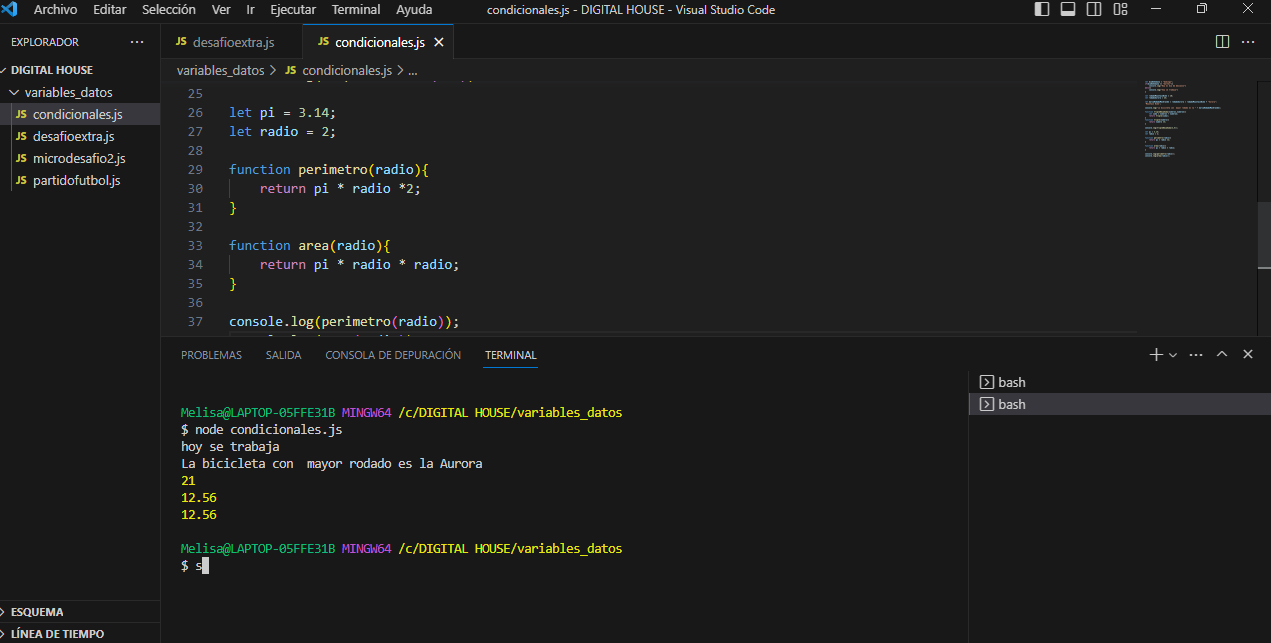 Archivo Editar Selección Ver Ir Ejecutar Terminal Ayuda
condicionales.js - DIGITAL HOUSE - Visual Studio Code
EXPLORADOR
DIGITAL HOUSE
variables_datos
JS condicionales.js
JS desafioextra.js
JS microdesafio2.js
JS partidofutbol.js
ESQUEMA
LÍNEA DE TIEMPO
JS desafioextra.js JS condicionales.js
variables_datos > JS condicionales.js > ...
25
26 let pi = 3.14;
27 let radio = 2;
28
29 function perimetro(radio){
30 return pi * radio *2;
31 }
32
33 function area(radio){
34 return pi * radio * radio;
35 }
36
37 console.log(perimetro(radio));
PROBLEMAS SALIDA CONSOLA DE DEPURACIÓN TERMINAL
Melisa@LAPTOP-05FFE31B MINGW64 /c/DIGITAL HOUSE/variables_datos
$ node condicionales.js
hoy se trabaja
La bicicleta con  mayor rodado es la Aurora
21
12.56
12.56
Melisa@LAPTOP-05FFE31B MINGW64 /c/DIGITAL HOUSE/variables_datos
$ s
bash
bash